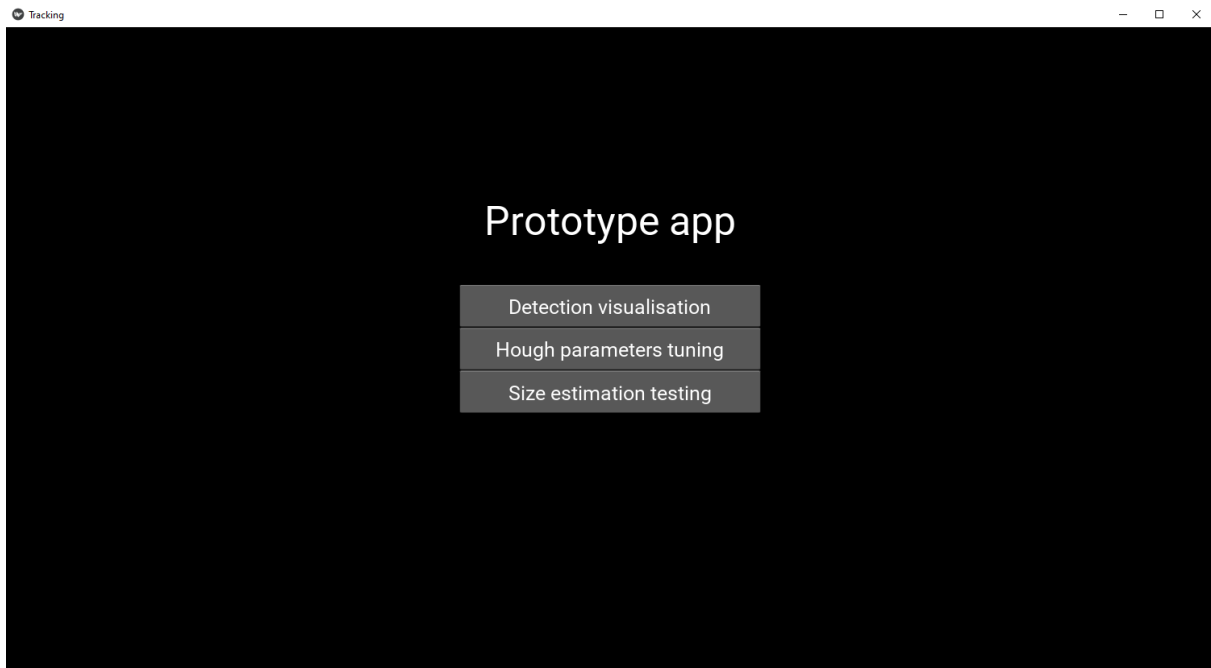 Tracking
Prototype app
Detection visualisation
Hough parameters tuning
Size estimation testing